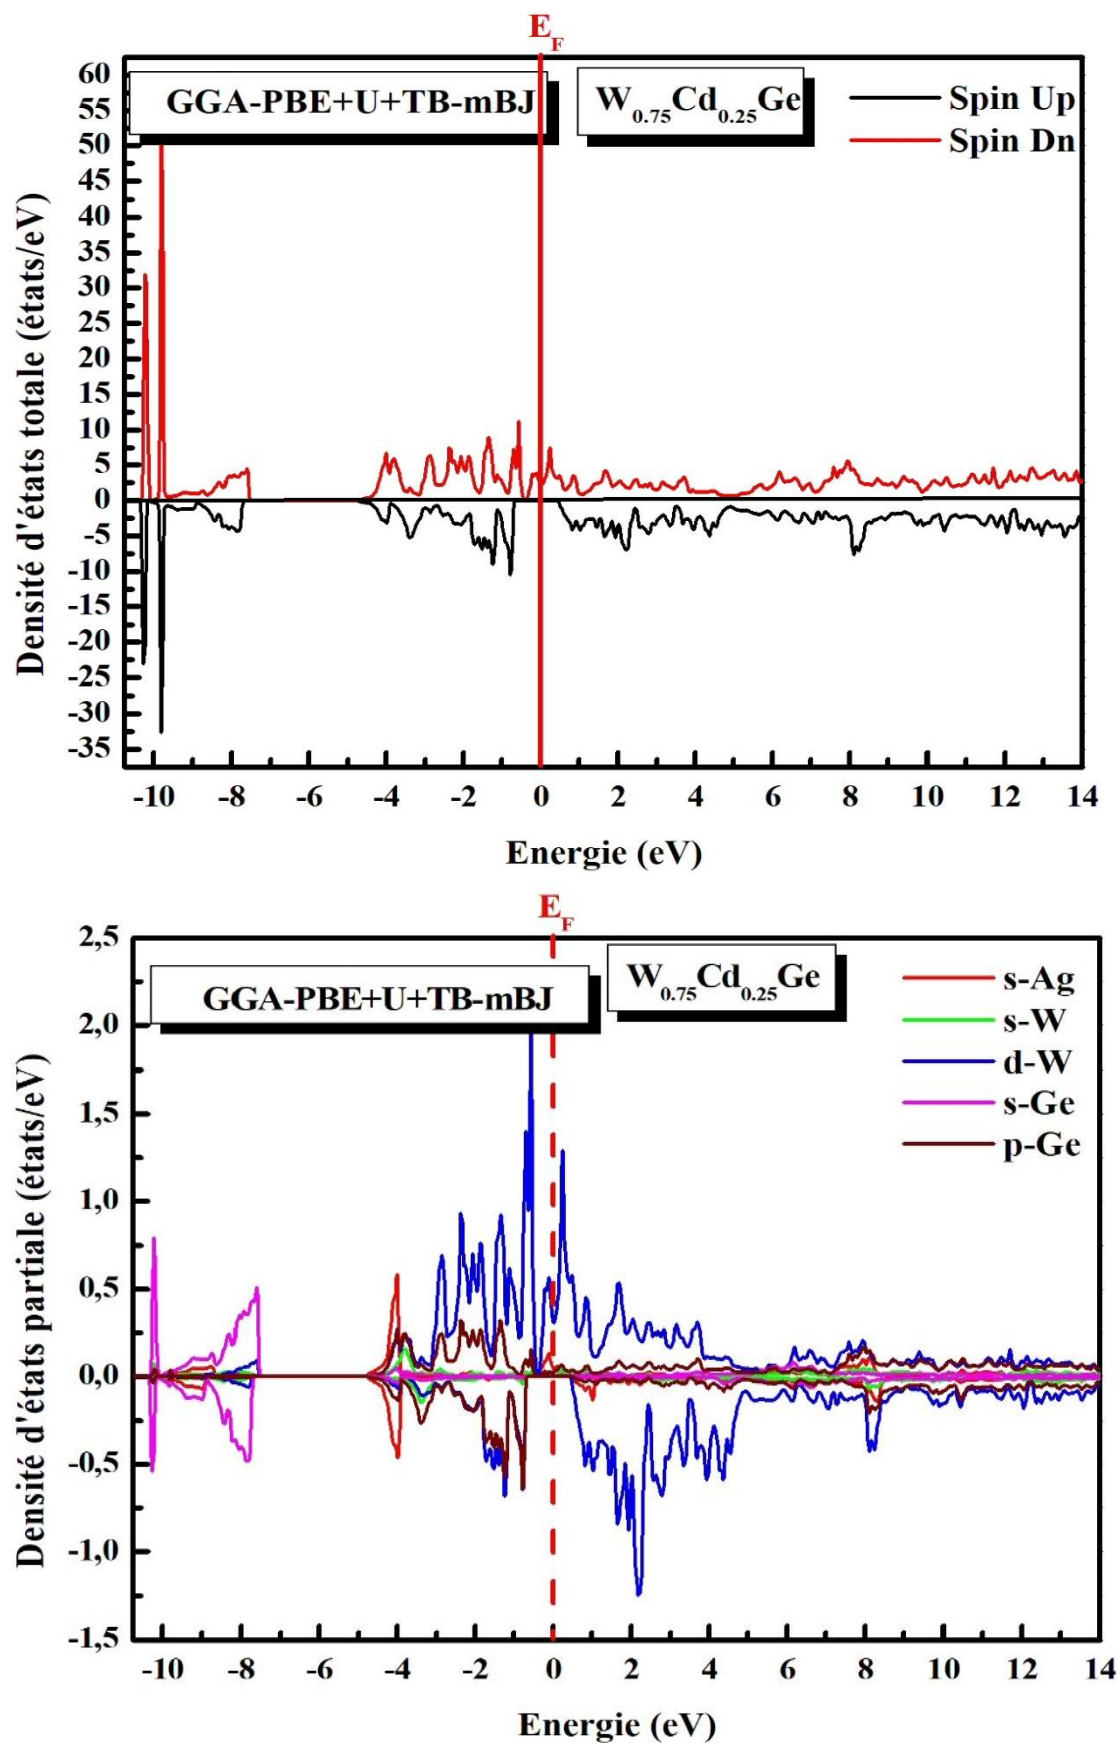 E_F
GGA-PBE+U+TB-mBJ
W_0.75Cd_0.25Ge
Spin Up
Spin Dn
60
55
50
45
40
35
30
25
20
15
10
5
0
-5
-10
-15
-20
-25
-30
-35
Densité d'états totale (états/eV)
-10 -8 -6 -4 -2 0 2 4 6 8 10 12 14
Energie (eV)
E_F
GGA-PBE+U+TB-mBJ
W_0.75Cd_0.25Ge
s-Ag
s-W
d-W
s-Ge
p-Ge
2,5
2,0
1,5
1,0
0,5
0,0
-0,5
-1,0
-1,5
Densité d'états partiale (états/eV)
-10 -8 -6 -4 -2 0 2 4 6 8 10 12 14
Energie (eV)